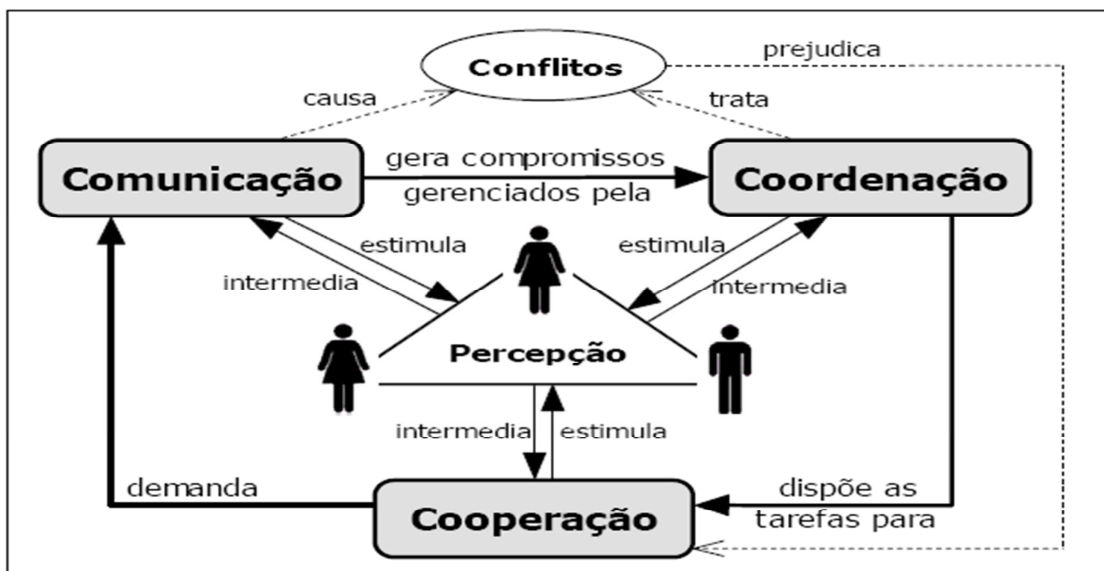 prejudica
Conflitos
causa
trata
gera compromissos
Comunicação
Coordenação
gerenciados pela
estimula
estimula
intermedia
intermedia
Percepção
intermedia
estimula
demanda
dispõe as
Cooperação
tarefas para